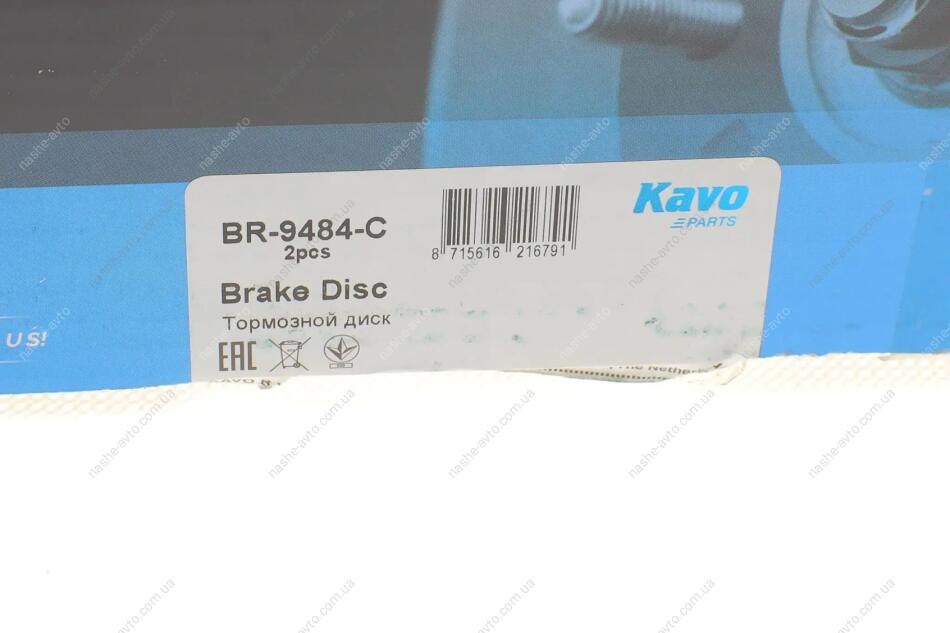 BR-9484-C
2pcs
8 715616 216791
Kavo
PARTS
Brake Disc
Тормозной диск
EAC
US!
nashe-avto.com.ua